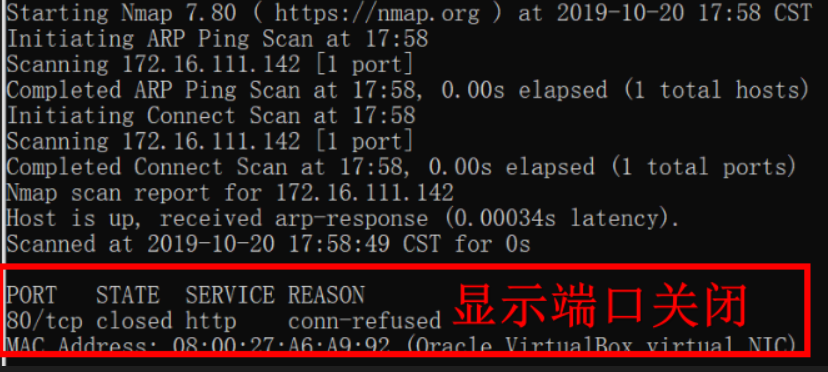 Starting Nmap 7.80 ( https://nmap.org ) at 2019-10-20 17:58 CST
Initiating ARP Ping Scan at 17:58
Scanning 172.16.111.142 [1 port]
Completed ARP Ping Scan at 17:58, 0.00s elapsed (1 total hosts)
Initiating Connect Scan at 17:58
Scanning 172.16.111.142 [1 port]
Completed Connect Scan at 17:58, 0.00s elapsed (1 total ports)
Nmap scan report for 172.16.111.142
Host is up, received arp-response (0.00034s latency).
Scanned at 2019-10-20 17:58:49 CST for 0s
PORT STATE SERVICE REASON
显示端口关闭
80/tcp closed http conn-refused
MAC Address: 08:00:27:A6:A9:92 (Oracle VirtualBox virtual NIC)